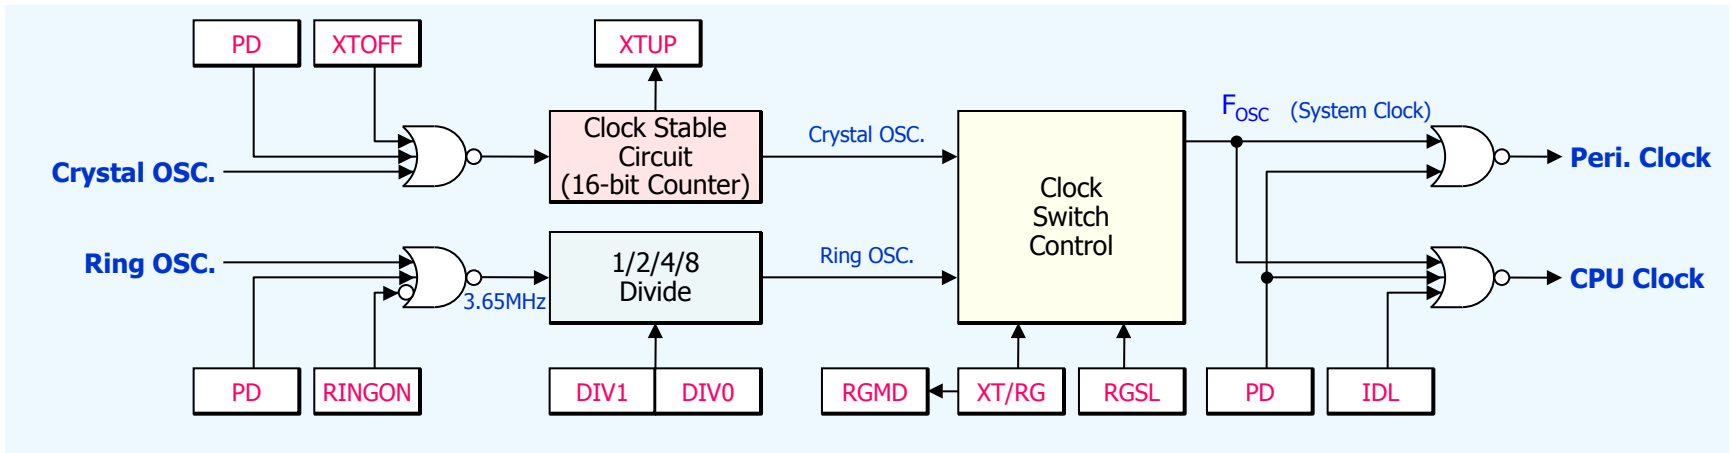 PD
XTOFF
XTUP
Crystal OSC.
Clock Stable
Circuit
(16-bit Counter)
Crystal OSC.
Clock
Switch
Control
FOSC (System Clock)
Peri. Clock
Ring OSC.
3.65MHz
1/2/4/8
Divide
Ring OSC.
CPU Clock
PD
RINGON
DIV1
DIV0
RGMD
XT/RG
RGSL
PD
IDL